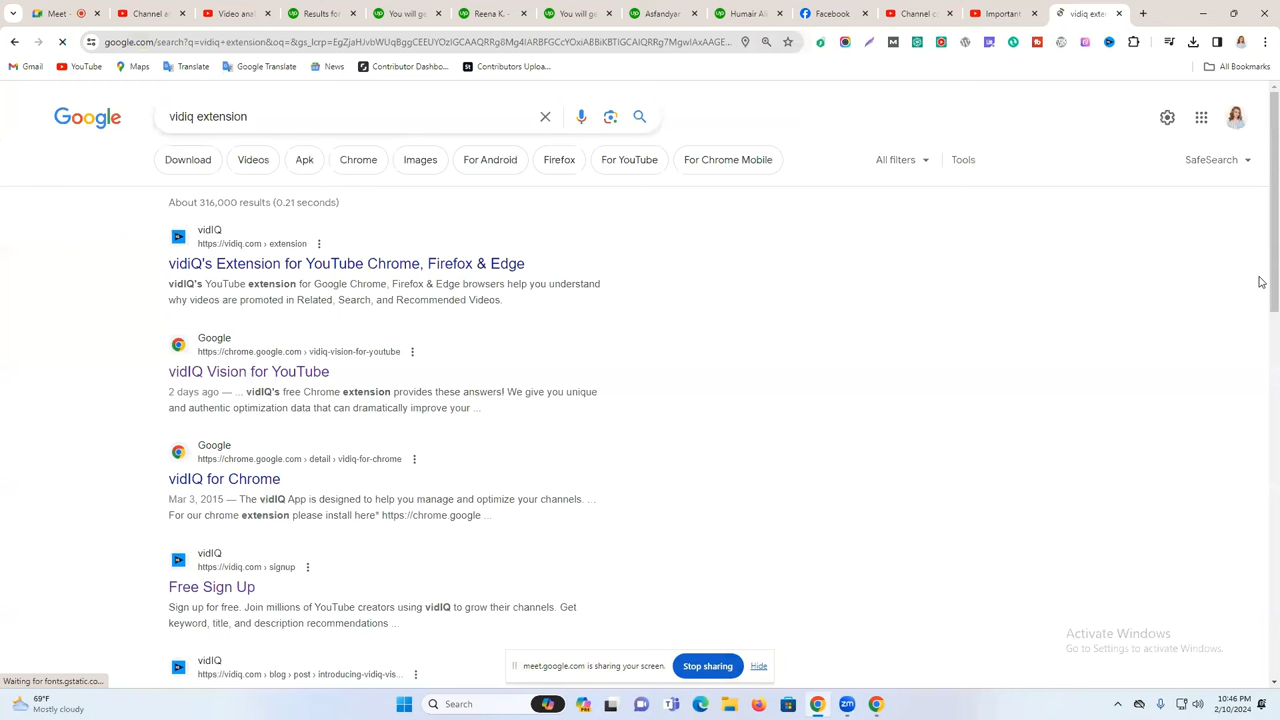 Meet
Channel e
YouTube anal
Results for
You will ge
Reena K.
You will ge
Asfandyar
Humair A
Facebook
Channel c
Important
vidiq exte
google.com/search?q=vidiq+extension&oq=&gs_lcrp=
Gmail
YouTube
Maps
Translate
Google Translate
News
Contributor Dashbo...
Contributors Uploa...
All Bookmarks
Google
vidiq extension
Download
Videos
Apk
Chrome
Images
For Android
Firefox
For YouTube
For Chrome Mobile
All filters
Tools
SafeSearch
About 316,000 results (0.21 seconds)
vidIQ
https://vidiq.com › extension
vidiQ's Extension for YouTube Chrome, Firefox & Edge
vidIQ's YouTube extension for Google Chrome, Firefox & Edge browsers help you understand
why videos are promoted in Related, Search, and Recommended Videos.
Google
https://chrome.google.com › vidiq-vision-for-youtube
vidIQ Vision for YouTube
2 days ago — ... vidIQ's free Chrome extension provides these answers! We give you unique
and authentic optimization data that can dramatically improve your ...
Google
https://chrome.google.com › detail › vidiq-for-chrome
vidIQ for Chrome
Mar 3, 2015 — The vidIQ App is designed to help you manage and optimize your channels. ...
For our chrome extension please install here* https://chrome.google ...
vidIQ
https://vidiq.com › signup
Free Sign Up
Sign up for free. Join millions of YouTube creators using vidIQ to grow their channels. Get
keyword, title, and description recommendations ...
vidIQ
https://vidiq.com › blog › post › introducing-vidiq-vis...
Activate Windows
Go to Settings to activate Windows.
meet.google.com is sharing your screen.
Stop sharing
Hide
Waiting for fonts.gstatic.co...
69°F
Mostly cloudy
Search
10:46 PM
2/10/2024